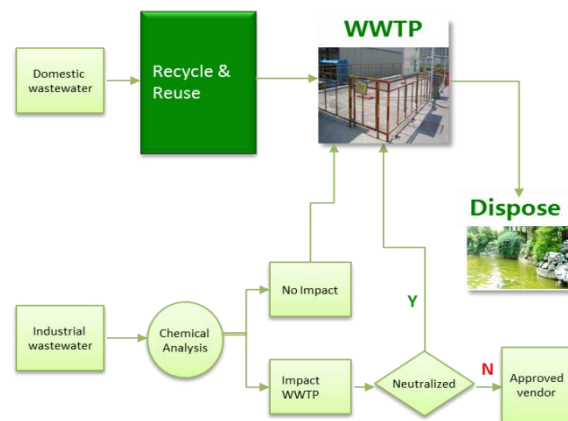 WWTP
Domestic
wastewater
Recycle &
Reuse
Dispose
No Impact
Y
Industrial
wastewater
Chemical
Analysis
Impact
WWTP
Neutralized
N
Approved
vendor